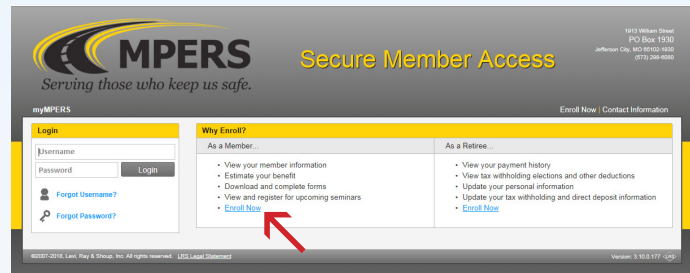 1913 William Street
PO Box 1930
Jefferson City, MO 65102-1930
(573) 298-6080
MPERS
Secure Member Access
Serving those who keep us safe.
myMPERS
Enroll Now | Contact Information
Login
Username
Password
Login
Forgot Username?
Forgot Password?
Why Enroll?
As a Member...
• View your member information
• Estimate your benefit
• Download and complete forms
• View and register for upcoming seminars
• Enroll Now
As a Retiree...
• View your payment history
• View tax withholding elections and other deductions
• Update your personal information
• Update your tax withholding and direct deposit information
• Enroll Now
©2007-2018, Levi, Ray & Shoup, Inc. All rights reserved. LRS Legal Statement
Version: 3.10.0.177 LRS